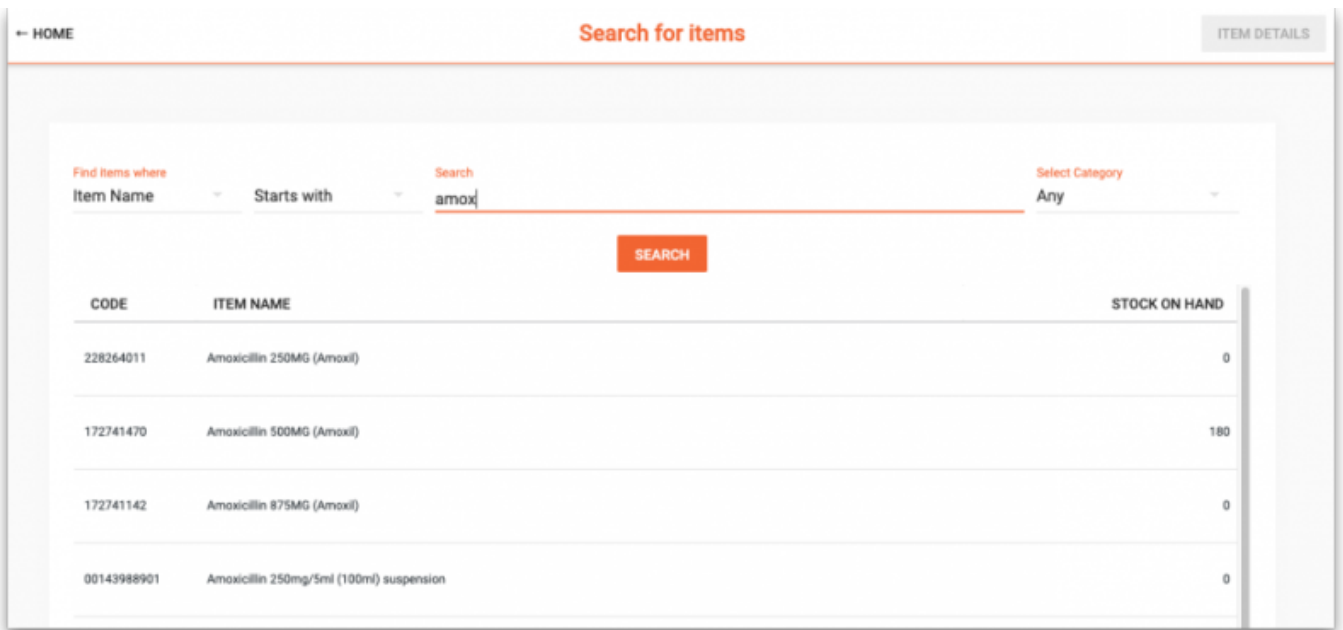 ← HOME Search for items ITEM DETAILS
Find items where Search Select Category
Item Name Starts with amox Any
SEARCH
CODE ITEM NAME STOCK ON HAND
228264011 Amoxicillin 250MG (Amoxil) 0
172741470 Amoxicillin 500MG (Amoxil) 180
172741142 Amoxicillin 875MG (Amoxil) 0
00143988901 Amoxicillin 250mg/5ml (100ml) suspension 0